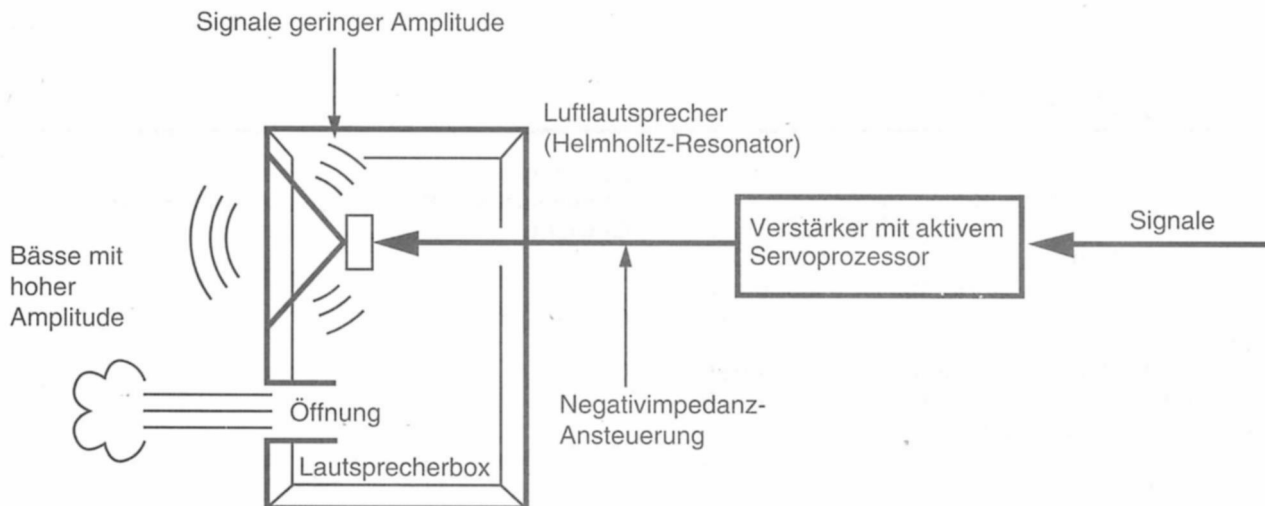 Signale geringer Amplitude
Luftlautsprecher
(Helmholtz-Resonator)
Verstärker mit aktivem
Servoprozessor
Signale
Bässe mit
hoher
Amplitude
Öffnung
Negativimpedanz-
Ansteuerung
Lautsprecherbox